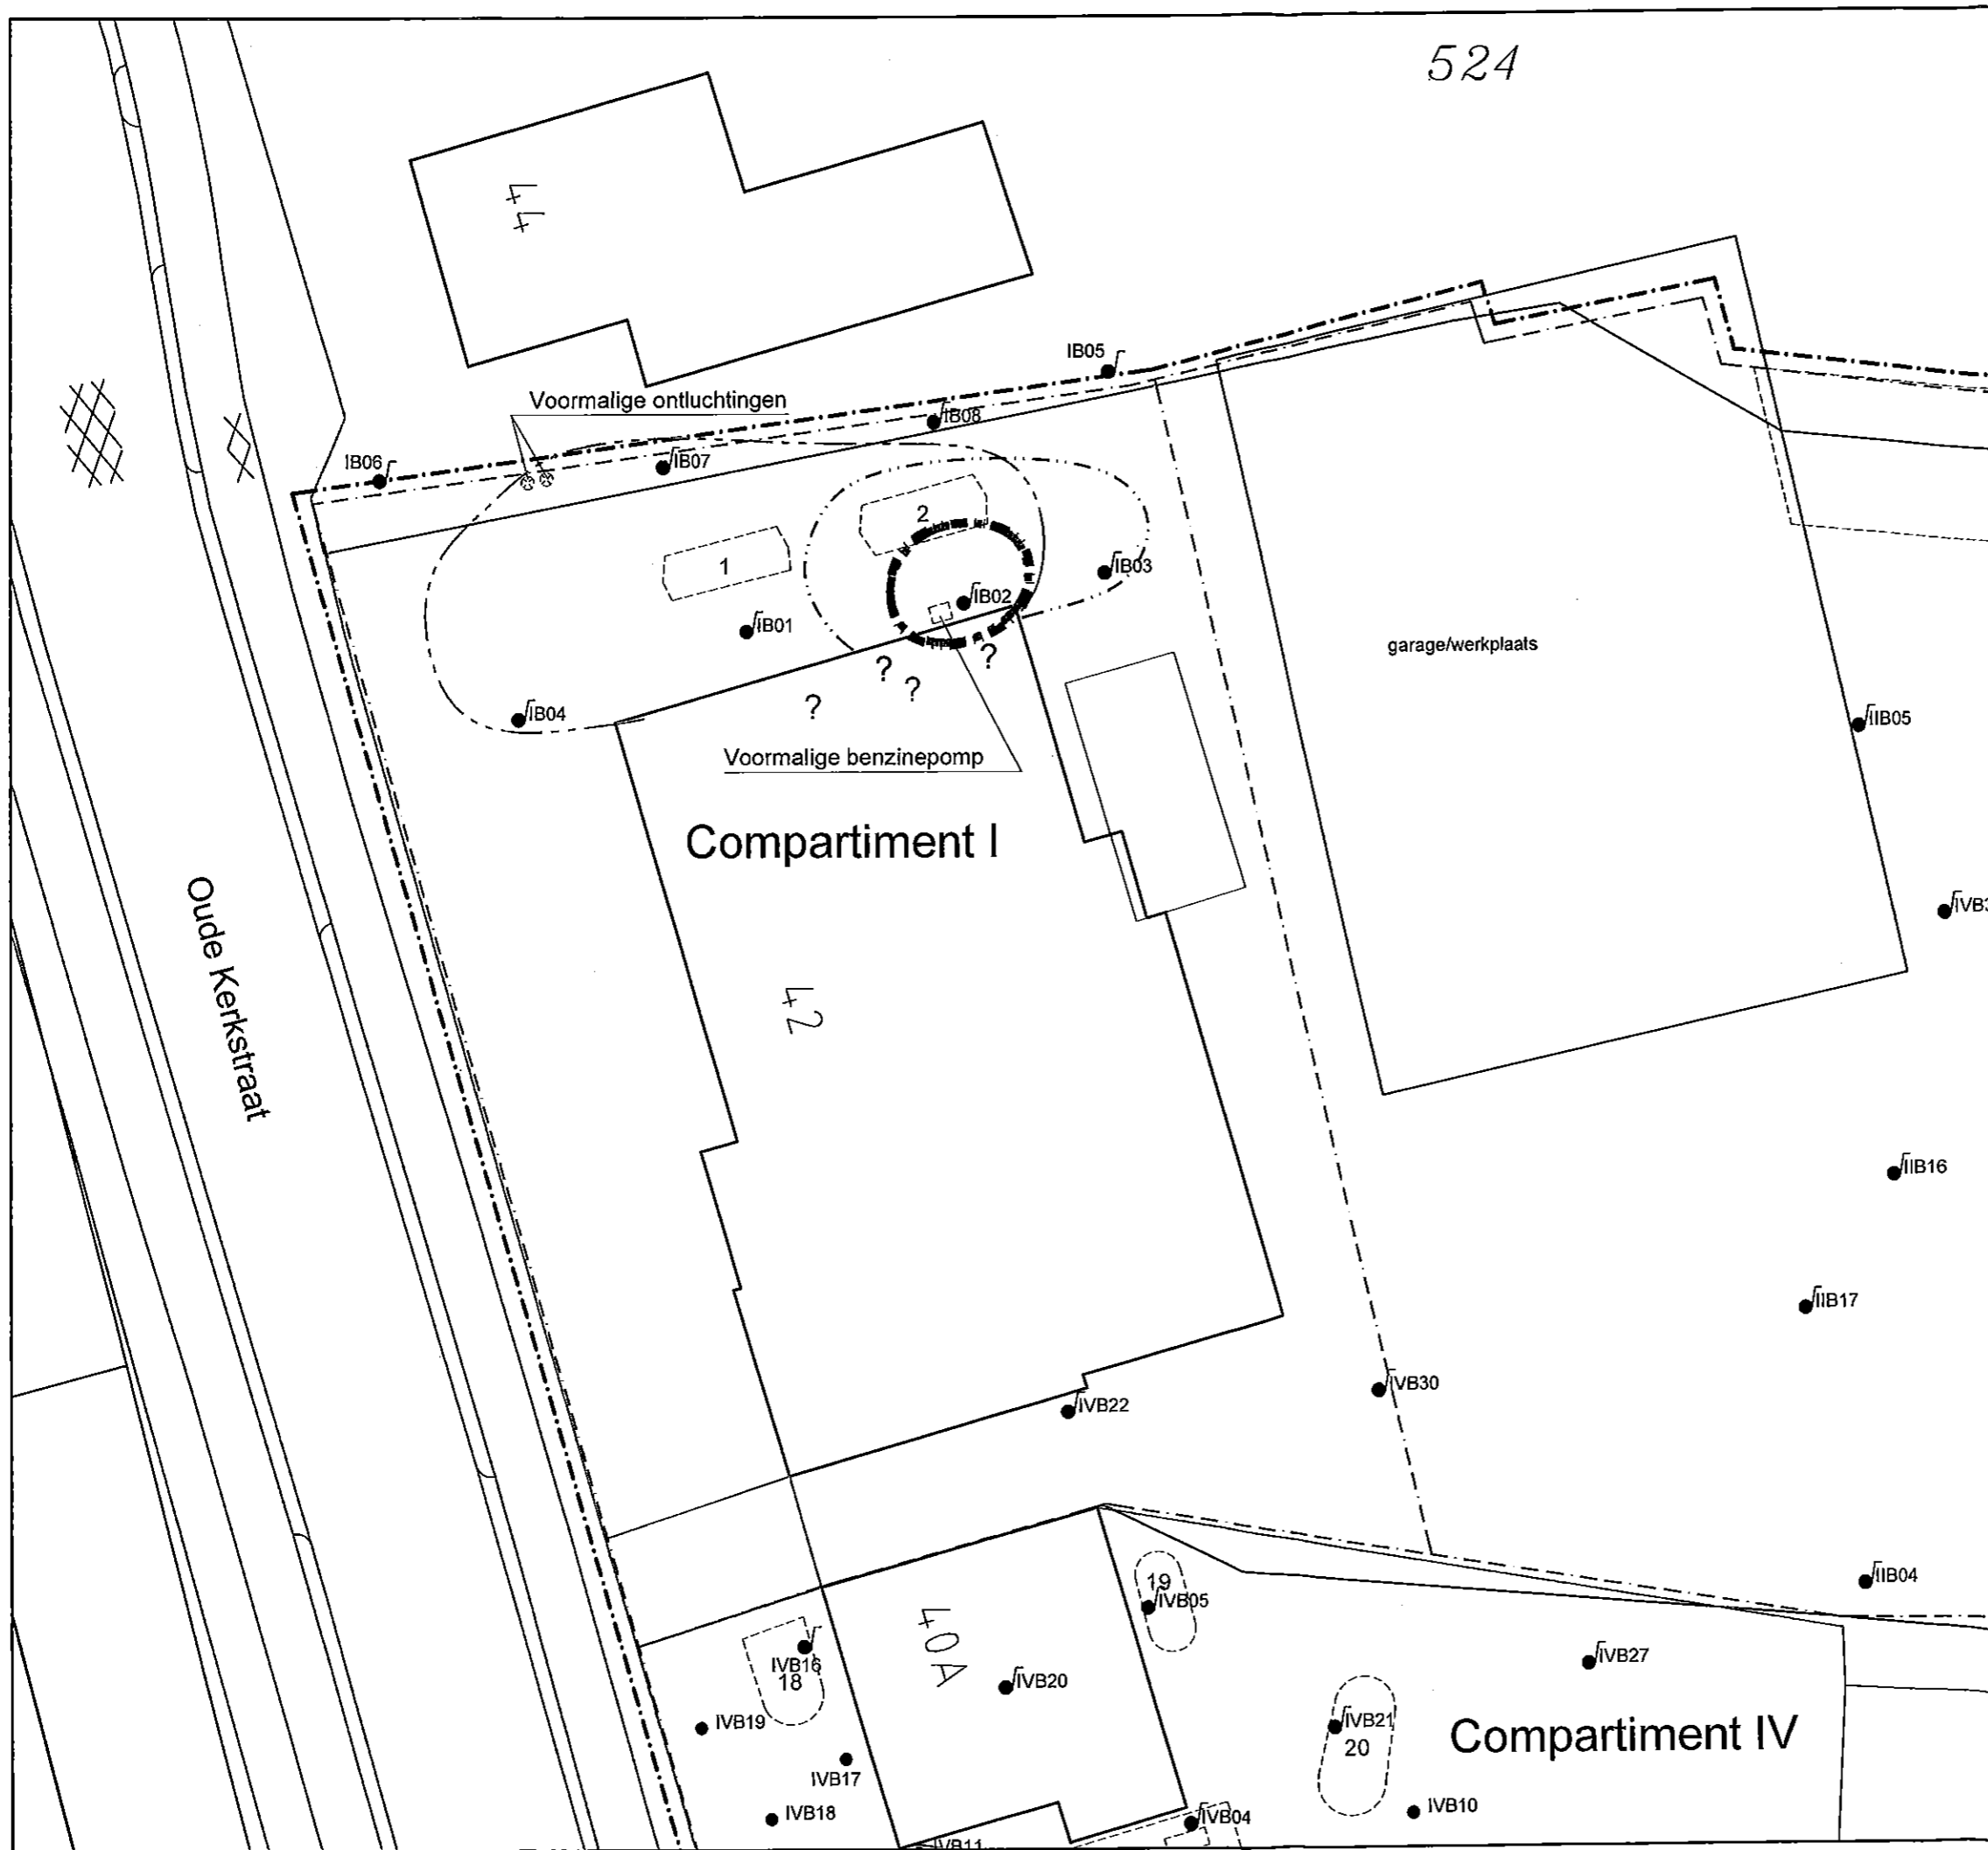 524
44
IB05
Voormalige ontluchtingen
IB08
IB06
IB07
2
1
IB03
IB02
IB01
garage/werkplaats
?
?
?
?
IB04
IIB05
Voormalige benzinepomp
Compartiment I
Oude Kerkstraat
IVB3
42
IIB16
IIB17
IVB30
IVB22
IIB04
19
IVB05
40A
IVB16
18
IVB20
IVB27
IVB19
IVB21
20
Compartiment IV
IVB17
IVB18
IVB10
IVB04
IVB11